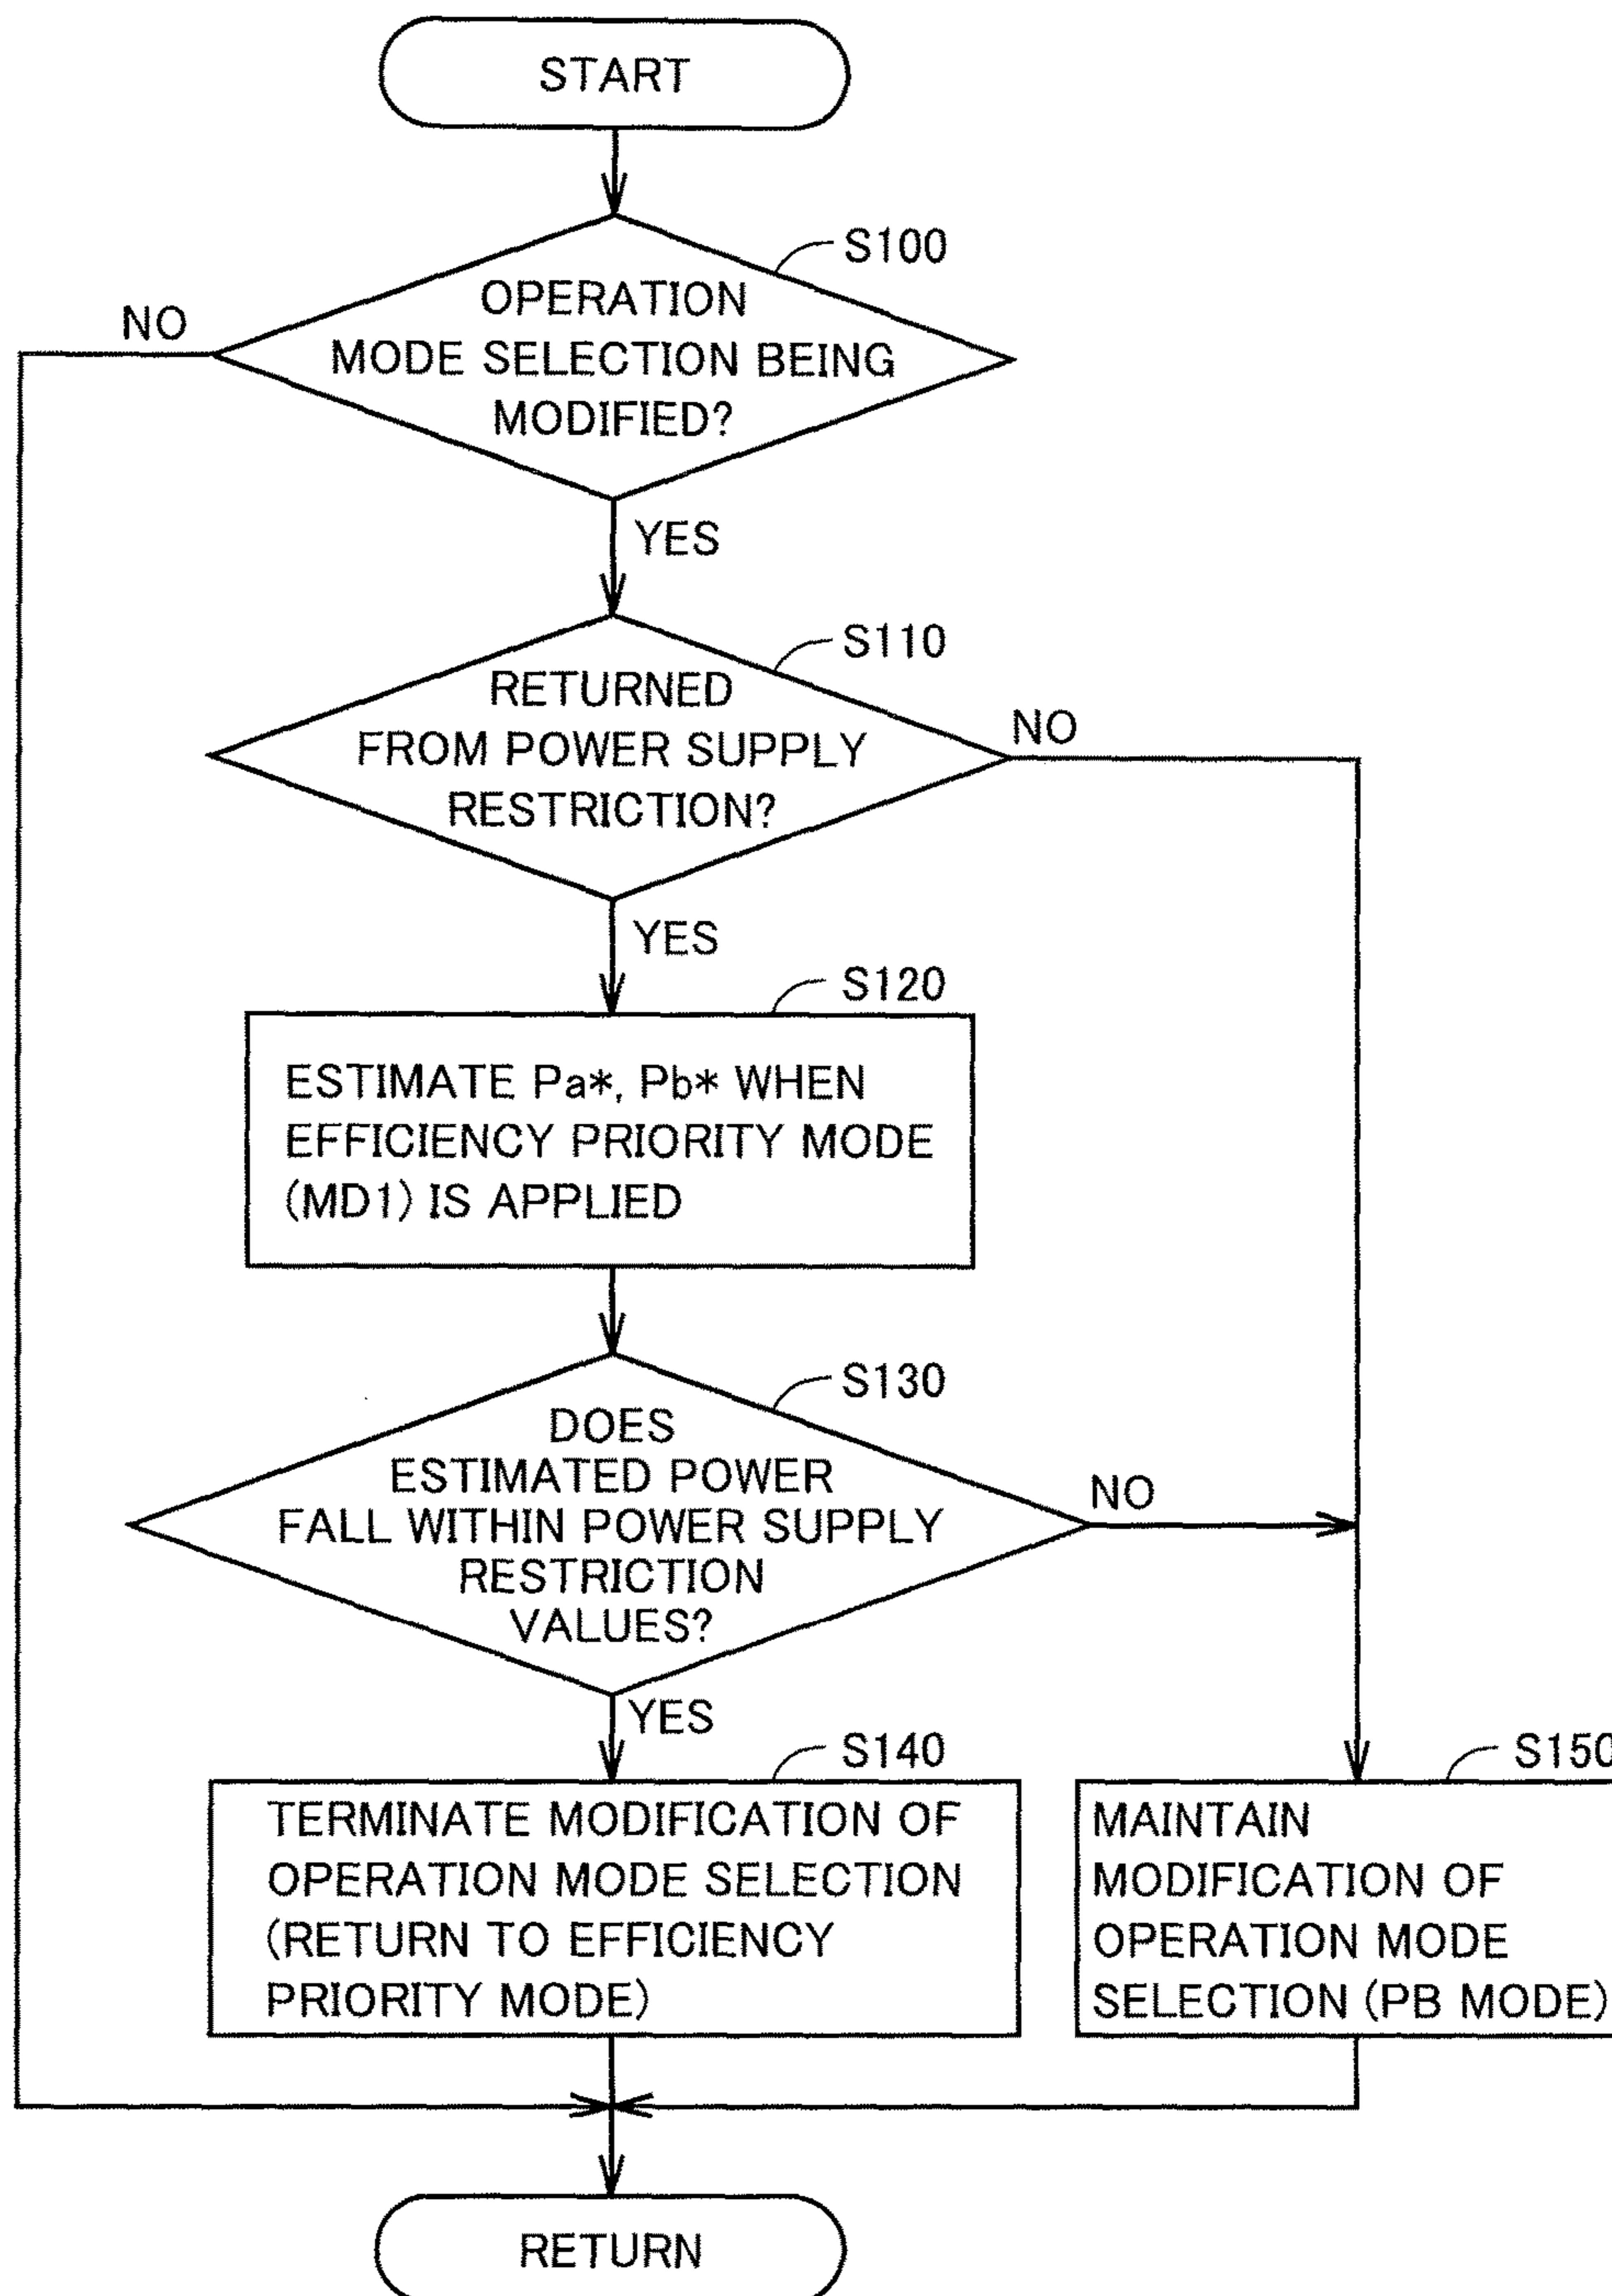 START
S100
OPERATION
MODE SELECTION BEING
MODIFIED?
NO
YES
S110
RETURNED
FROM POWER SUPPLY
RESTRICTION?
NO
YES
S120
ESTIMATE Pa*, Pb* WHEN
EFFICIENCY PRIORITY MODE
(MD1) IS APPLIED
S130
DOES
ESTIMATED POWER
FALL WITHIN POWER SUPPLY
RESTRICTION
VALUES?
NO
YES
S140
TERMINATE MODIFICATION OF
OPERATION MODE SELECTION
(RETURN TO EFFICIENCY
PRIORITY MODE)
S150
MAINTAIN
MODIFICATION OF
OPERATION MODE
SELECTION (PB MODE)
RETURN